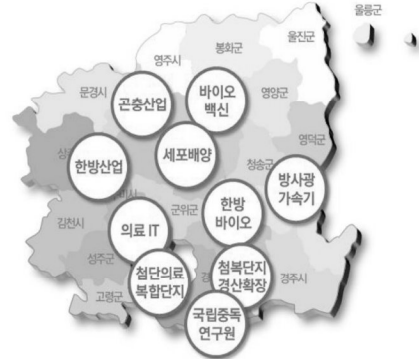 울릉군
울진군
봉화군
영주시
문경시
곤충산업
바이오
백신
영양군
영덕군
세포배양
한방산업
청송군
방사광
가속기
군위군
한방
바이오
김천시
의료 IT
성주군
첨단의료
복합단지
첨복단지
경산확장
경주시
고령군
국립중독
연구원